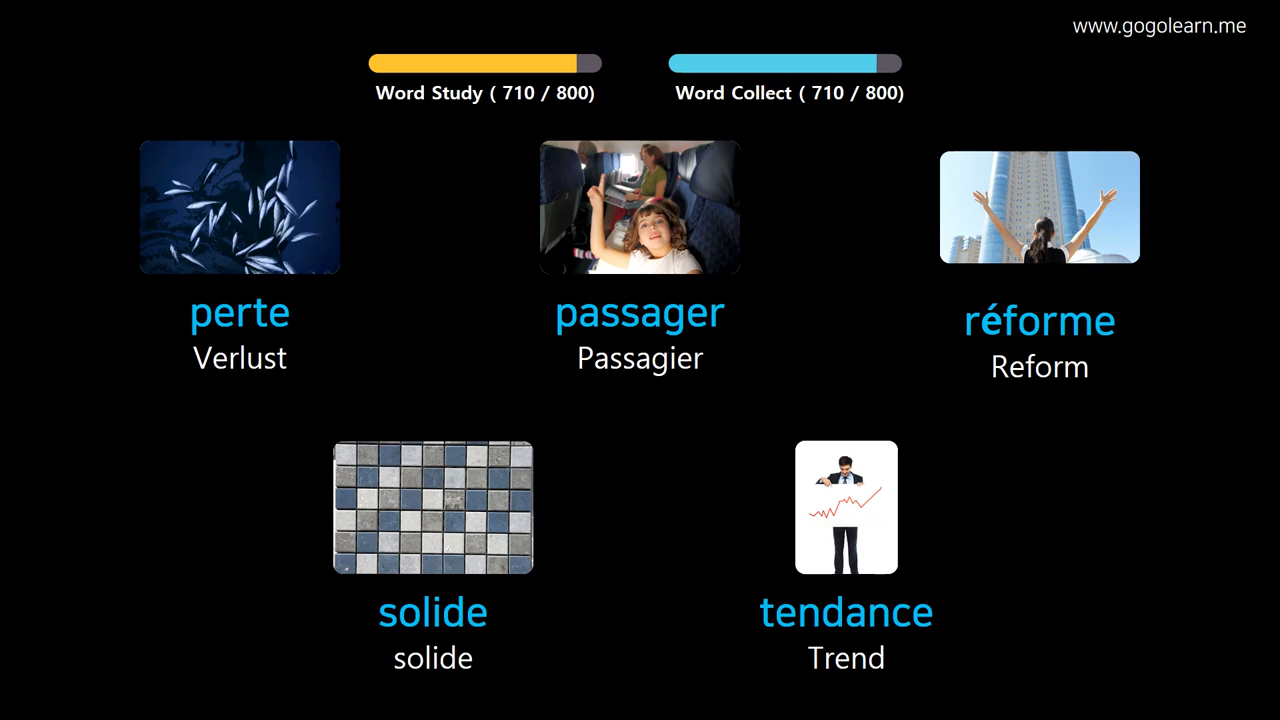 www.gogolearn.me
Word Study ( 710 / 800)
Word Collect ( 710 / 800)
perte
Verlust
passager
Passagier
réforme
Reform
solide
solide
tendance
Trend